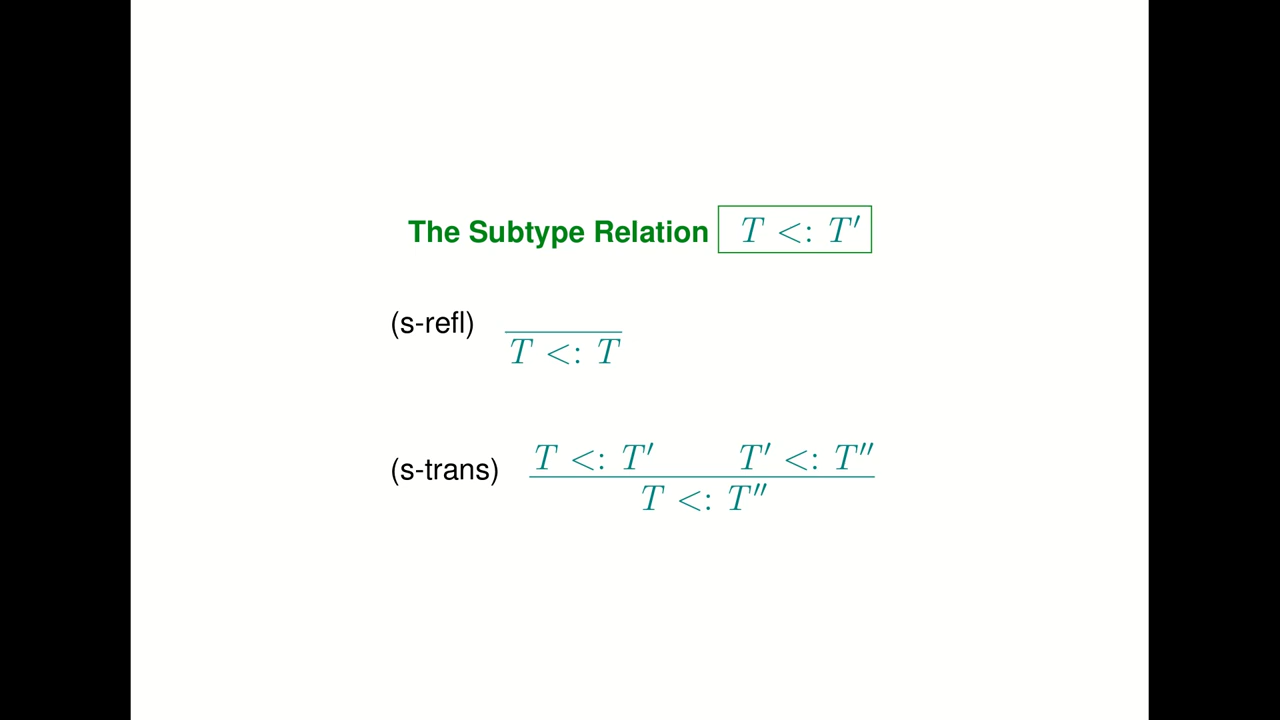 The Subtype Relation T <: T′
(s-refl) T <: T
(s-trans) T <: T′ T′ <: T′′
T <: T′′